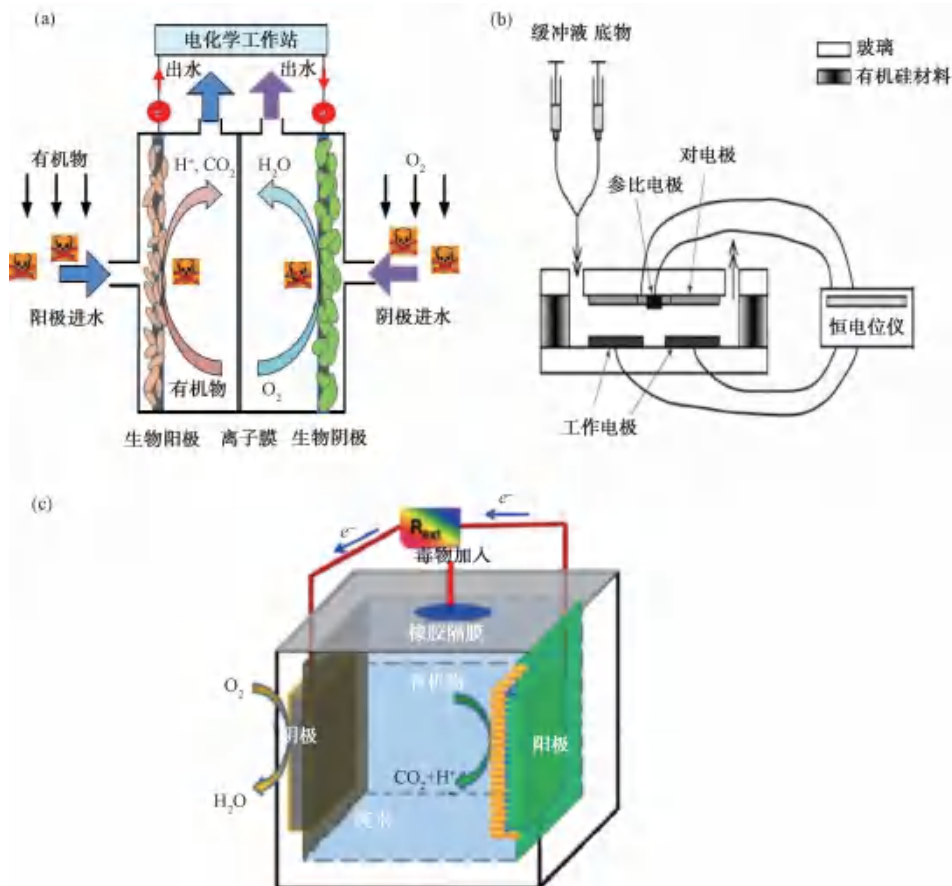 (a)
电化学工作站
出水
出水
有机物
H⁺, CO₂
H₂O
O₂
阳极进水
阴极进水
有机物
O₂
生物阳极
离子膜
生物阴极
(b)
缓冲液 底物
玻璃
有机硅材料
对电极
参比电极
恒电位仪
工作电极
(c)
e⁻
e⁻
Rext
毒物加入
橡胶隔膜
有机物
O₂
阴极
阳极
CO₂+H⁺
H₂O